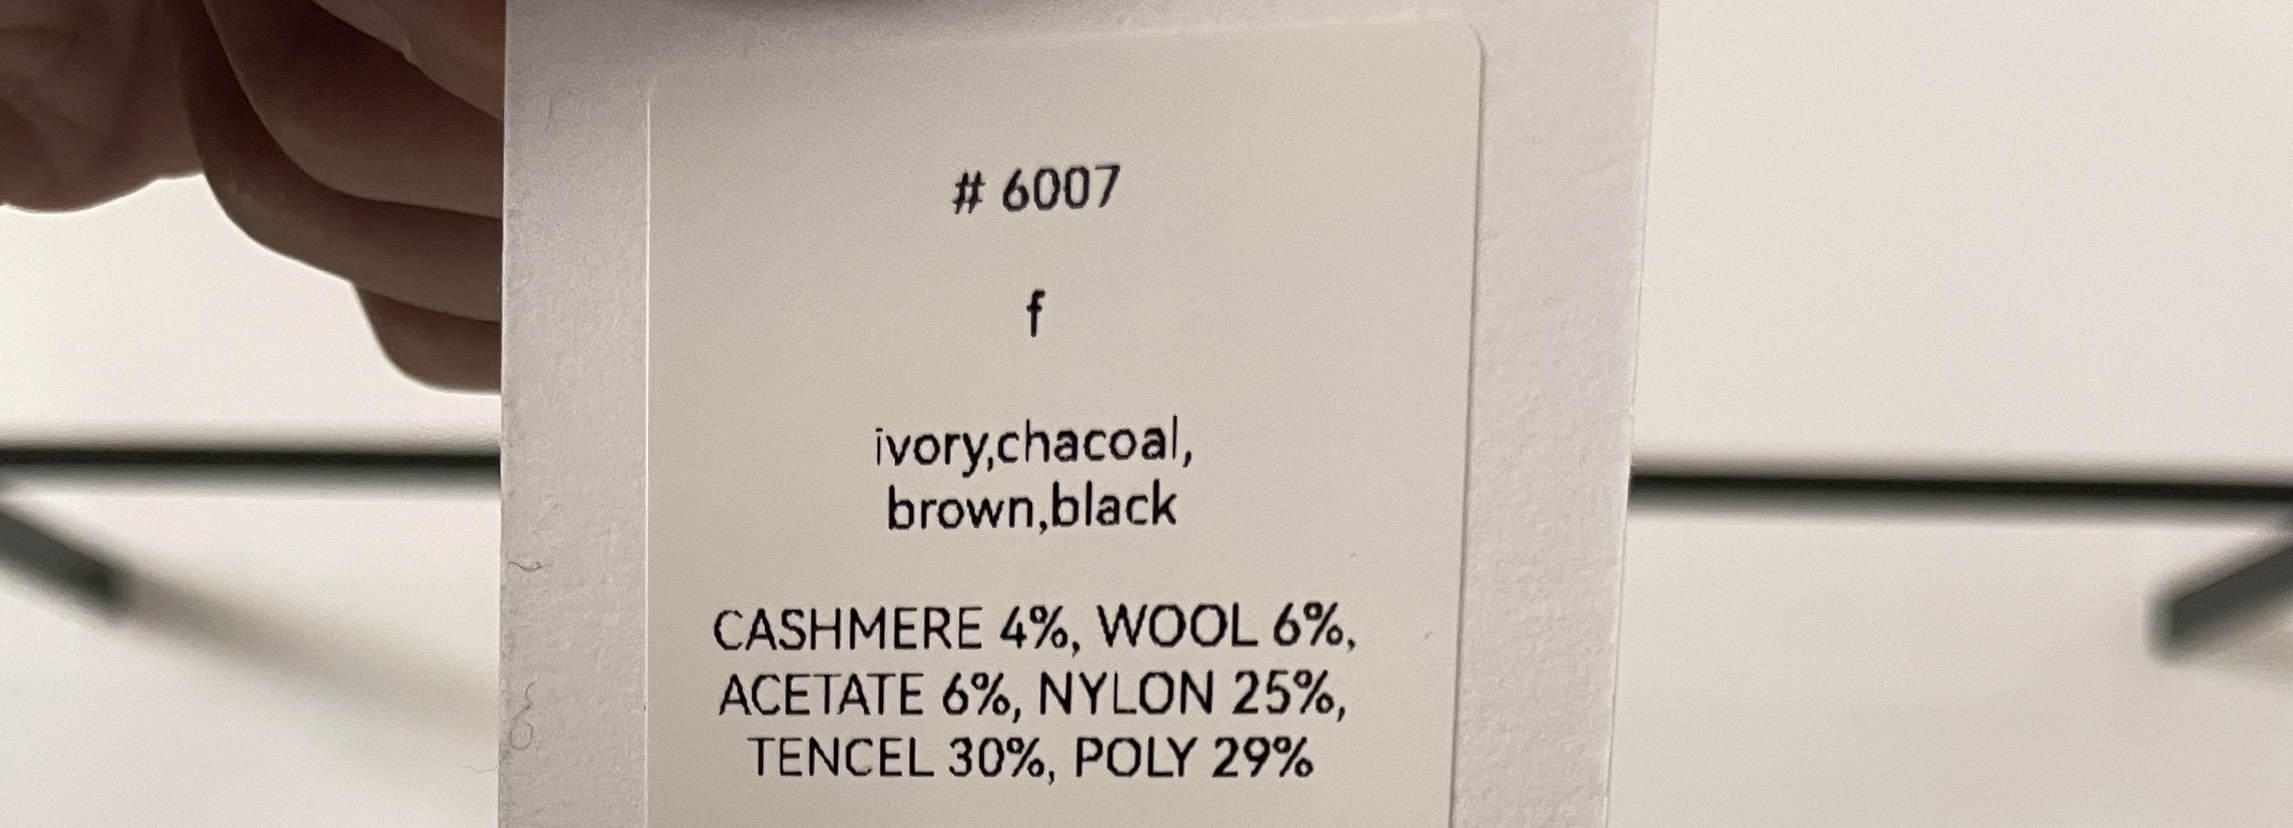 # 6007
f
ivory,chacoal,
brown,black
CASHMERE 4%, WOOL 6%,
ACETATE 6%, NYLON 25%,
TENCEL 30%, POLY 29%